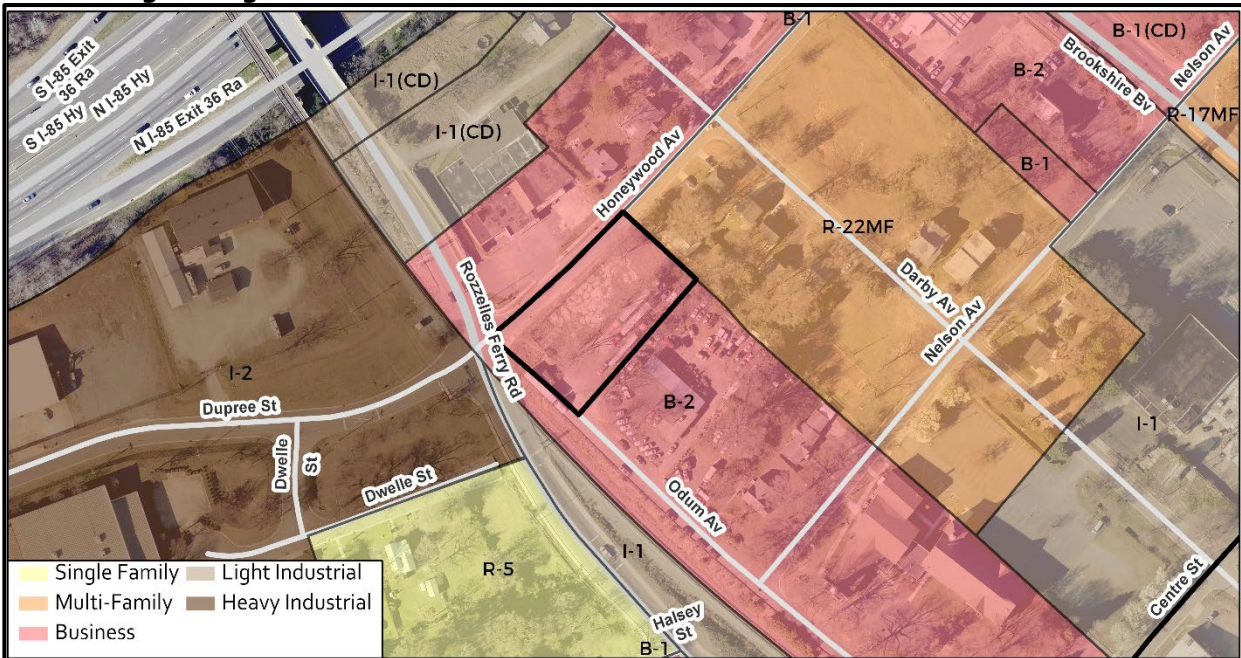 B-1
B-1(CD)
Nelson Av
S I-85 Exit
36 Ra
N I-85 Hy
S I-85 Hy
N I-85 Exit 36 Ra
I-1(CD)
B-2
Brookshire Bv
I-1(CD)
R-17MF
B-1
Honeywood Av
R-22MF
Rozzelles Ferry Rd
Darby Av
Nelson Av
I-2
B-2
Dupree St
I-1
Dwelle
St
Dwelle St
Odum Av
I-1
R-5
Centre St
Halsey
St
B-1
Single Family
Light Industrial
Multi-Family
Heavy Industrial
Business